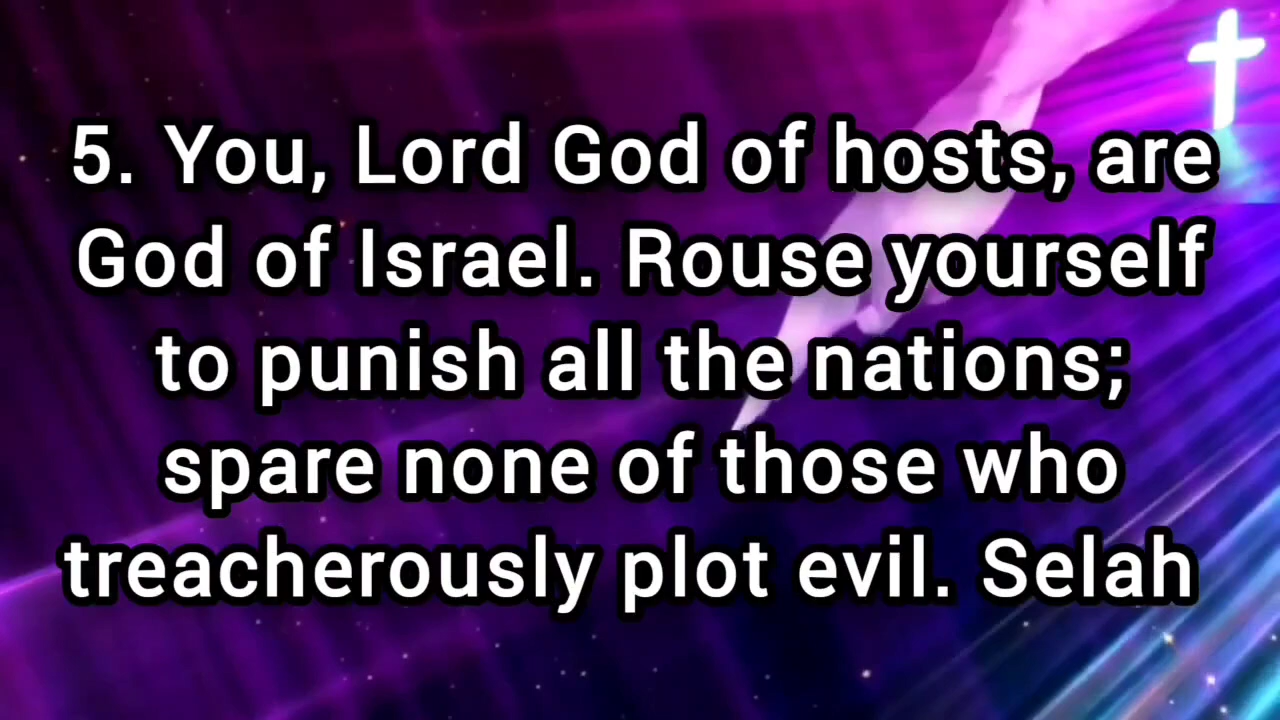 5. You, Lord God of hosts, are
God of Israel. Rouse yourself
to punish all the nations;
spare none of those who
treacherously plot evil. Selah